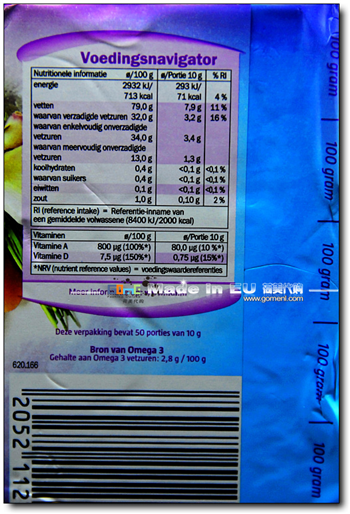 Voedingsnavigator
Nutritionele informatie ø/100 g ø/Portie 10 g % RI
energie 2932 kJ/ 293 kJ/
713 kcal 71 kcal 4 %
vetten 79,0 g 7,9 g 11 %
waarvan verzadigde vetzuren 32,0 g 3,2 g 16 %
waarvan enkelvoudig onverzadigde
vetzuren 34,0 g 3,4 g
waarvan meervoudig onverzadigde
vetzuren 13,0 g 1,3 g
koolhydraten 0,4 g <0,1 g <0,1 %
waarvan suikers 0,4 g <0,1 g <0,1 %
eiwitten 0,1 g <0,1 g <0,1 %
zout 1,0 g 0,10 g 2 %
RI (reference intake) = Referentie-inname van
een gemiddelde volwassene (8400 kJ/2000 kcal)
Vitaminen ø/100 g ø/Portie 10 g
Vitamine A 800 µg (100%*) 80,0 µg (10 %*)
Vitamine D 7,5 µg (150%*) 0,75 µg (15%*)
*NRV (nutrient reference values) = voedingswaardereferenties
Meer infor
Made in EU
www.gomenl.com
Deze verpakking bevat 50 porties van 10 g
Bron van Omega 3
Gehalte aan Omega 3 vetzuren: 2,8 g / 100 g
620.166
2052 112
100 gram
100 gram
100 gram
100 gram
100 gram